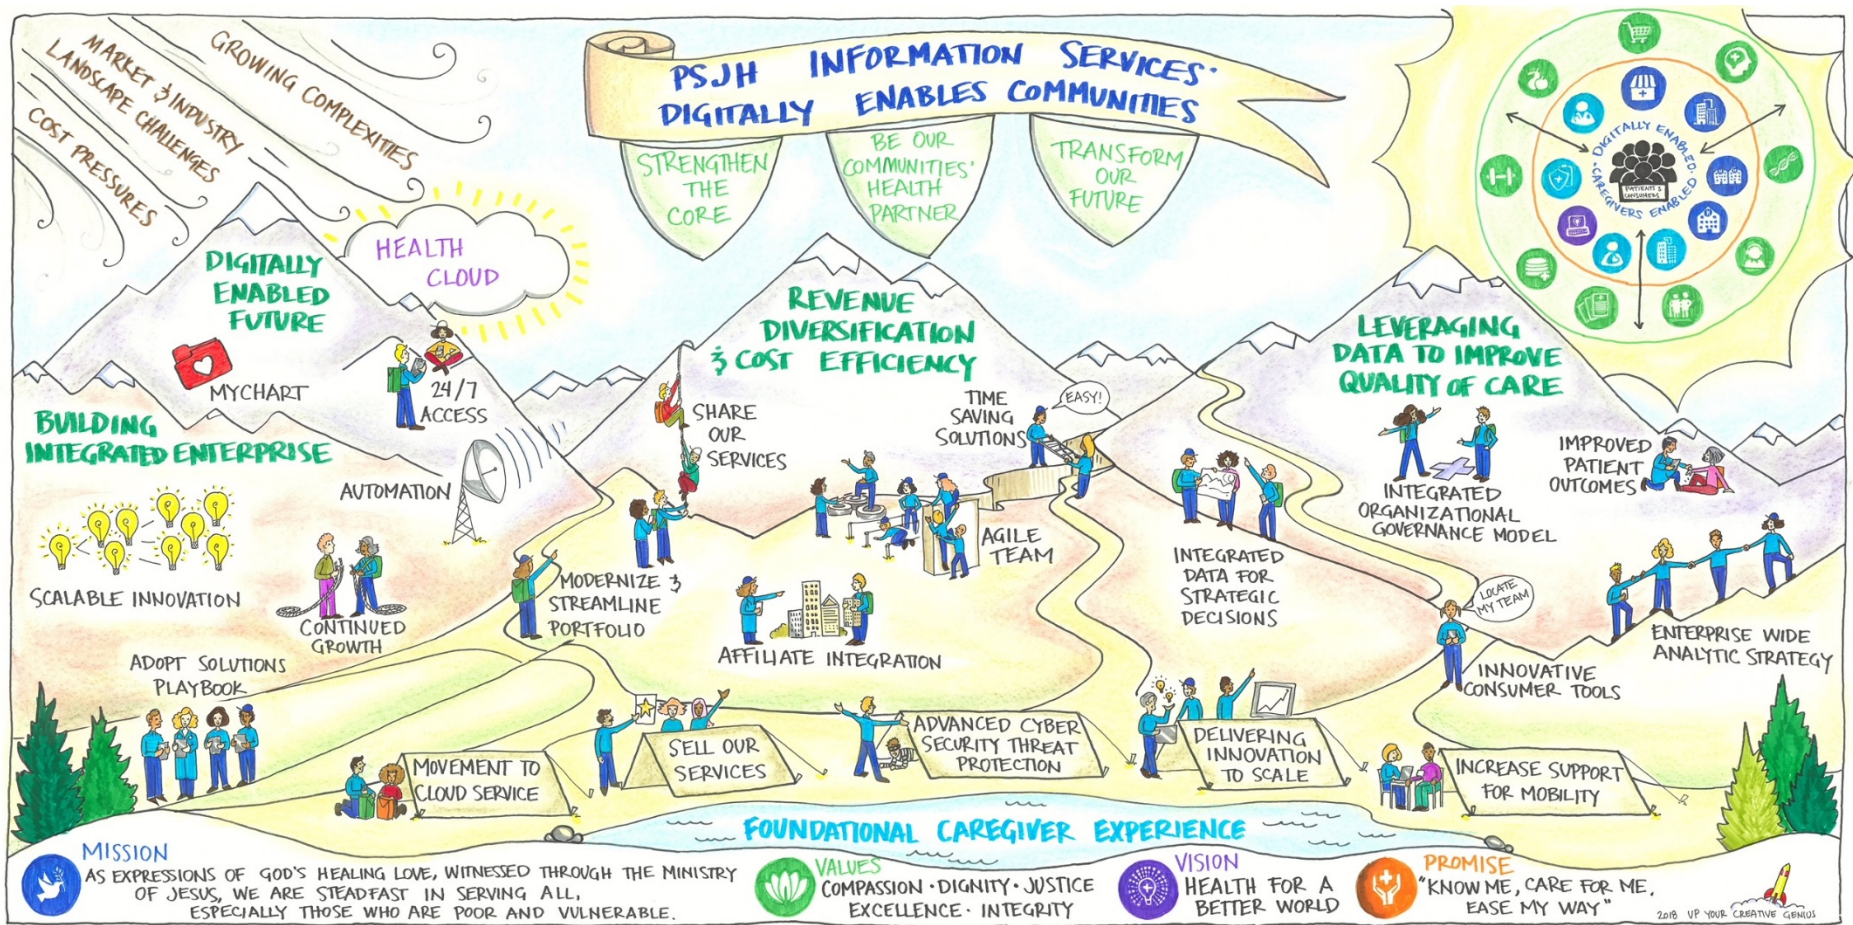 PSJH INFORMATION SERVICES·
DIGITALLY ENABLES COMMUNITIES
STRENGTHEN
THE
CORE
BE OUR
COMMUNITIES'
HEALTH
PARTNER
TRANSFORM
OUR
FUTURE
GROWING COMPLEXITIES
MARKET & INDUSTRY
LANDSCAPE CHALLENGES
COST PRESSURES
HEALTH
CLOUD
DIGITALLY ENABLED·
CAREGIVERS ENABLED
PATIENTS &
CONSUMERS
DIGITALLY
ENABLED
FUTURE
MYCHART
24/7
ACCESS
BUILDING
INTEGRATED ENTERPRISE
AUTOMATION
SCALABLE INNOVATION
CONTINUED
GROWTH
ADOPT SOLUTIONS
PLAYBOOK
REVENUE
DIVERSIFICATION
& COST EFFICIENCY
SHARE
OUR
SERVICES
TIME
SAVING
SOLUTIONS
EASY!
AGILE
TEAM
MODERNIZE &
STREAMLINE
PORTFOLIO
AFFILIATE INTEGRATION
LEVERAGING
DATA TO IMPROVE
QUALITY OF CARE
INTEGRATED
ORGANIZATIONAL
GOVERNANCE MODEL
IMPROVED
PATIENT
OUTCOMES
INTEGRATED
DATA FOR
STRATEGIC
DECISIONS
LOCATE
MY TEAM
INNOVATIVE
CONSUMER TOOLS
ENTERPRISE WIDE
ANALYTIC STRATEGY
MOVEMENT TO
CLOUD SERVICE
SELL OUR
SERVICES
ADVANCED CYBER
SECURITY THREAT
PROTECTION
DELIVERING
INNOVATION
TO SCALE
INCREASE SUPPORT
FOR MOBILITY
FOUNDATIONAL CAREGIVER EXPERIENCE
MISSION
AS EXPRESSIONS OF GOD'S HEALING LOVE, WITNESSED THROUGH THE MINISTRY
OF JESUS, WE ARE STEADFAST IN SERVING ALL,
ESPECIALLY THOSE WHO ARE POOR AND VULNERABLE.
VALUES
COMPASSION · DIGNITY · JUSTICE
EXCELLENCE · INTEGRITY
VISION
HEALTH FOR A
BETTER WORLD
PROMISE
"KNOW ME, CARE FOR ME,
EASE MY WAY"
2018 UP YOUR CREATIVE GENIUS